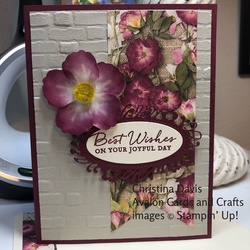 Best Wishes
ON YOUR JOYFUL DAY
Christina Davis
Avalon Cards and Crafts
images © Stampin' Up!